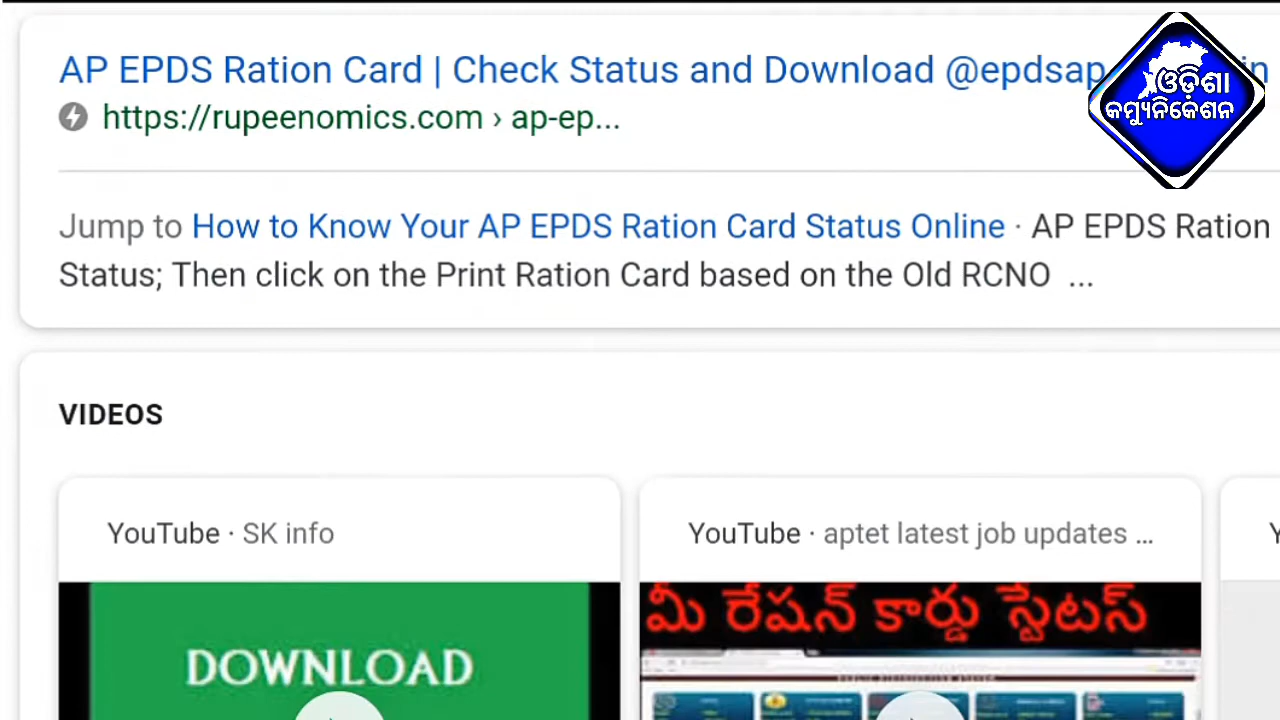 AP EPDS Ration Card | Check Status and Download @epdsap
in
ଓଡ଼ିଶା
କମ୍ୟୁନିକେଶନ
https://rupeenomics.com › ap-ep...
Jump to How to Know Your AP EPDS Ration Card Status Online · AP EPDS Ration
Status; Then click on the Print Ration Card based on the Old RCNO ...
VIDEOS
YouTube · SK info
YouTube · aptet latest job updates ...
DOWNLOAD
మీ రేషన్ కార్డు స్టేటస్